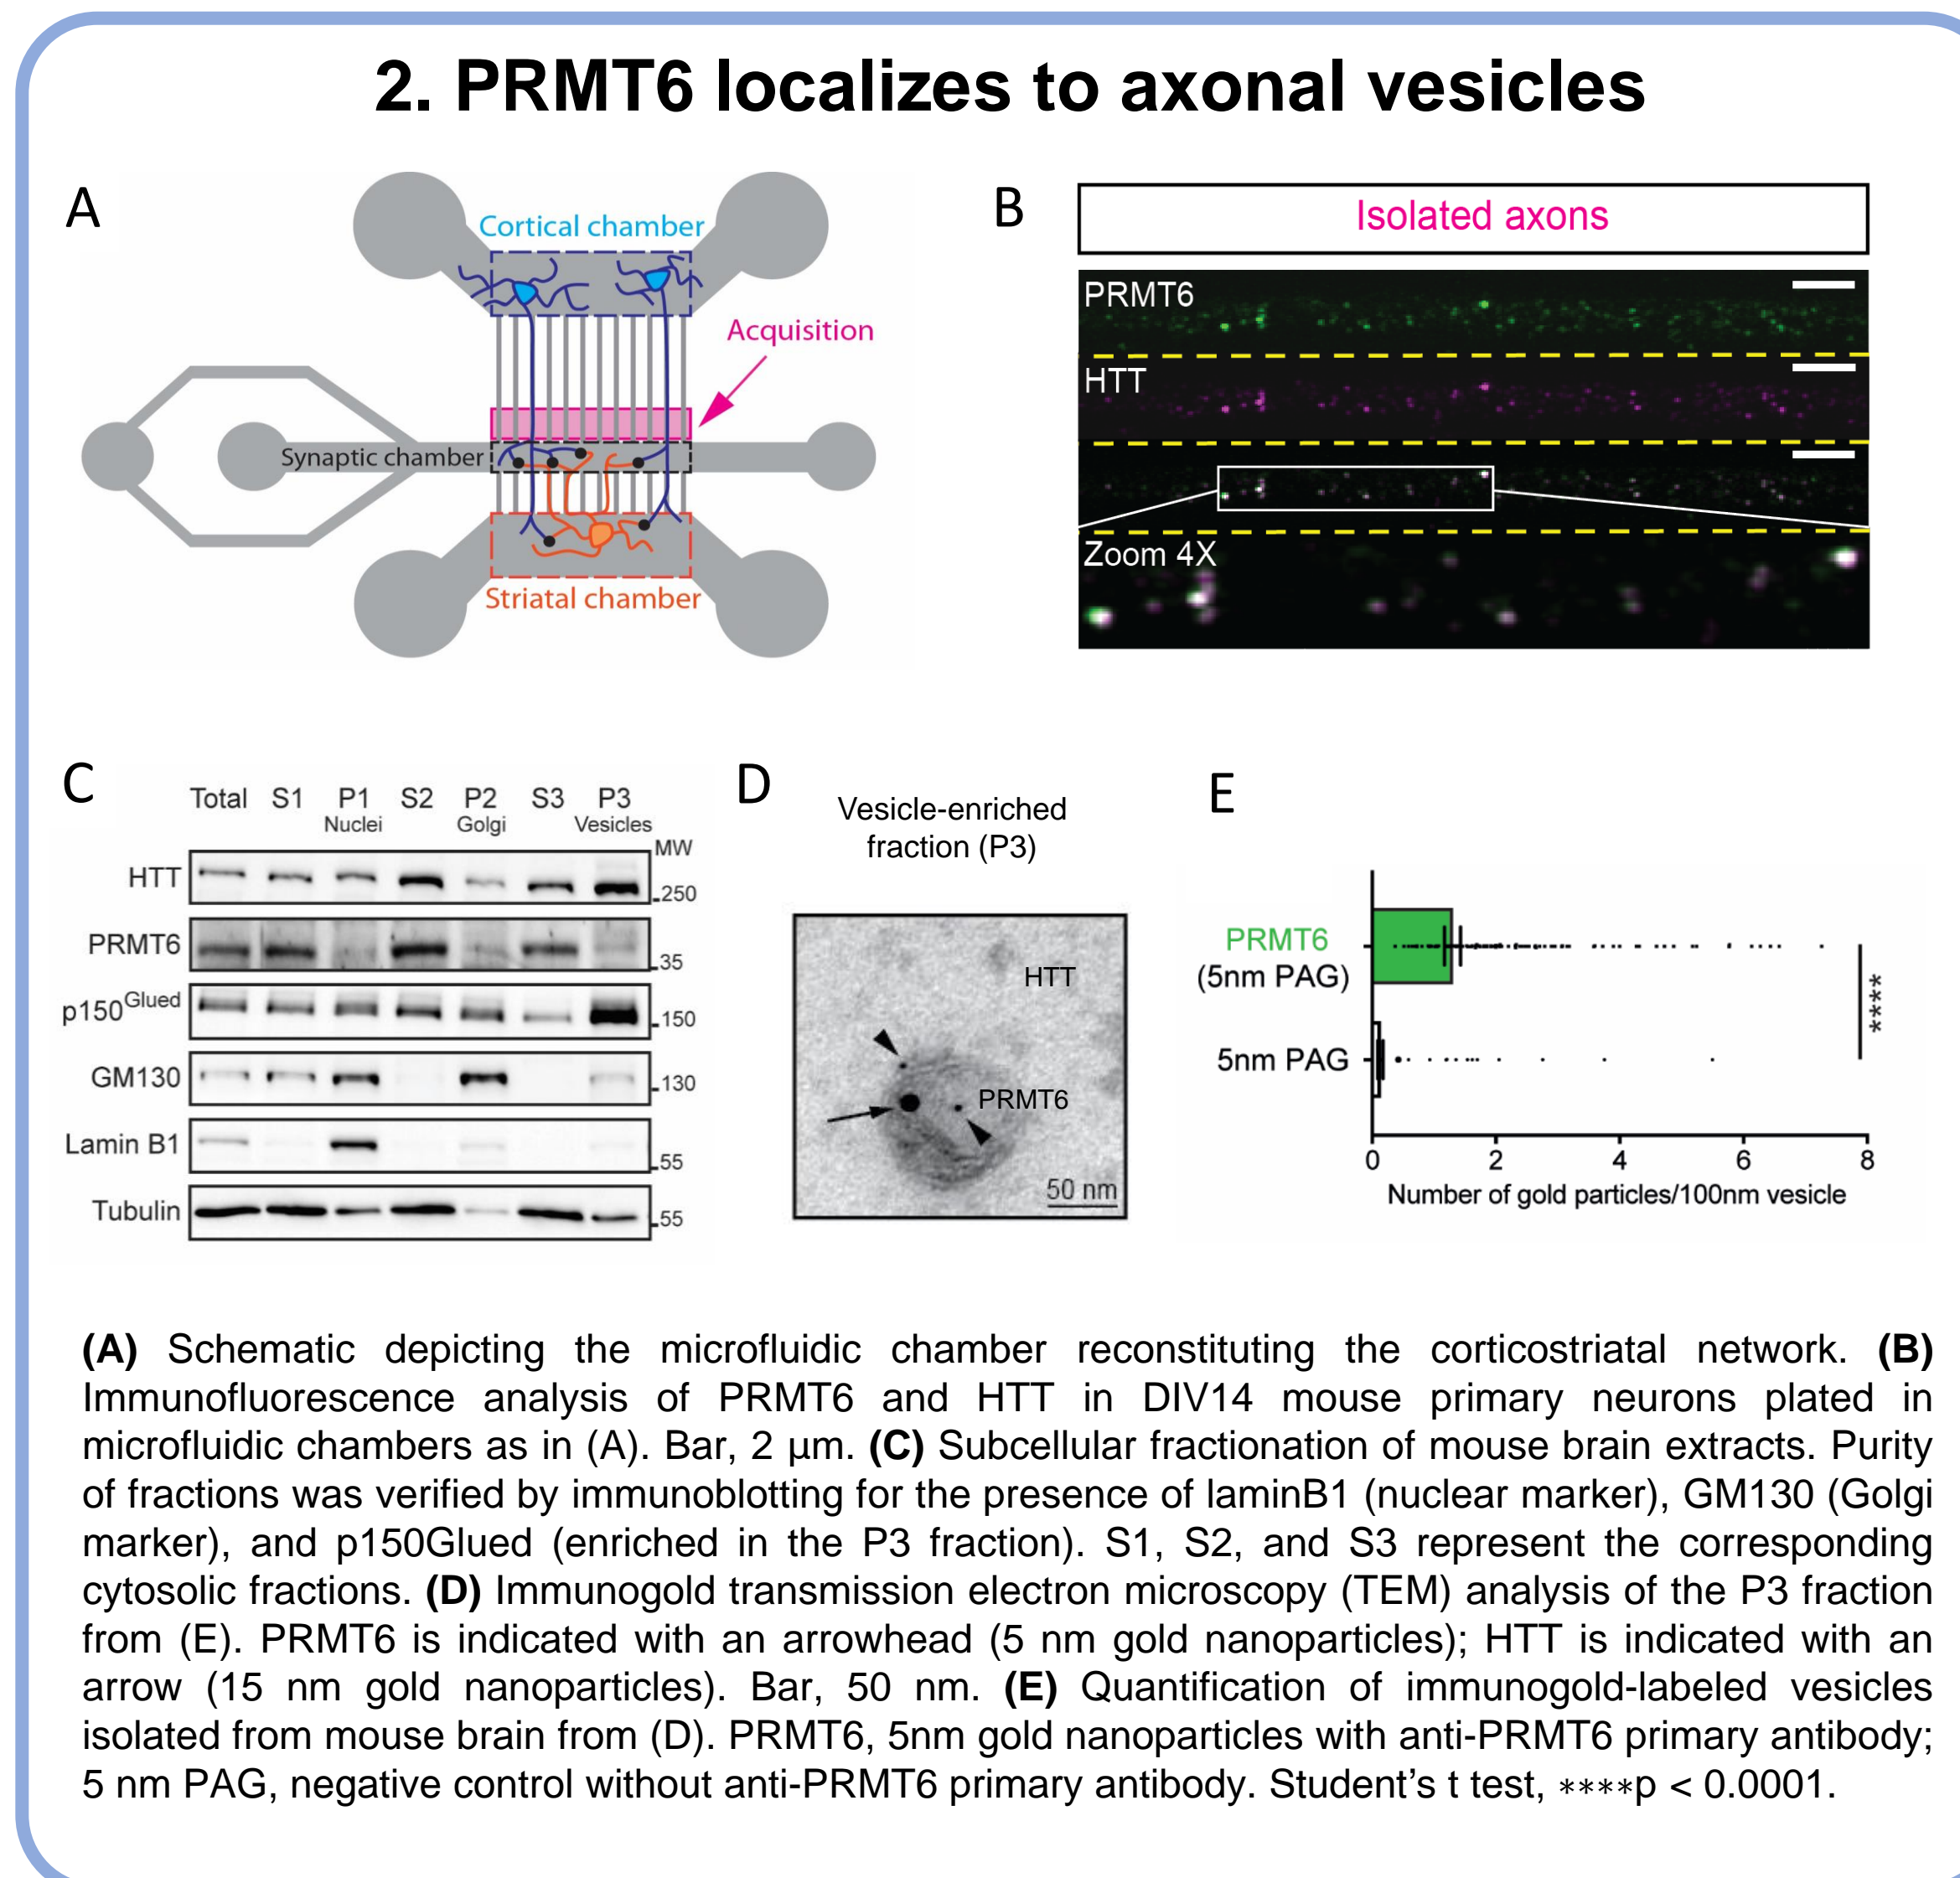 2. PRMT6 localizes to axonal vesicles
A
Cortical chamber
Acquisition
Synaptic chamber
Striatal chamber
B
Isolated axons
PRMT6
HTT
Zoom 4X
C
Total S1 P1 S2 P2 S3 P3
Nuclei Golgi Vesicles
MW
HTT
250
PRMT6
35
p150Glued
150
GM130
130
Lamin B1
55
Tubulin
55
D
Vesicle-enriched
fraction (P3)
HTT
PRMT6
50 nm
E
PRMT6
(5nm PAG)
5nm PAG
****
0 2 4 6 8
Number of gold particles/100nm vesicle
(A) Schematic depicting the microfluidic chamber reconstituting the corticostriatal network. (B)
Immunofluorescence analysis of PRMT6 and HTT in DIV14 mouse primary neurons plated in
microfluidic chambers as in (A). Bar, 2 μm. (C) Subcellular fractionation of mouse brain extracts. Purity
of fractions was verified by immunoblotting for the presence of laminB1 (nuclear marker), GM130 (Golgi
marker), and p150Glued (enriched in the P3 fraction). S1, S2, and S3 represent the corresponding
cytosolic fractions. (D) Immunogold transmission electron microscopy (TEM) analysis of the P3 fraction
from (E). PRMT6 is indicated with an arrowhead (5 nm gold nanoparticles); HTT is indicated with an
arrow (15 nm gold nanoparticles). Bar, 50 nm. (E) Quantification of immunogold-labeled vesicles
isolated from mouse brain from (D). PRMT6, 5nm gold nanoparticles with anti-PRMT6 primary antibody;
5 nm PAG, negative control without anti-PRMT6 primary antibody. Student’s t test, ∗∗∗∗p < 0.0001.